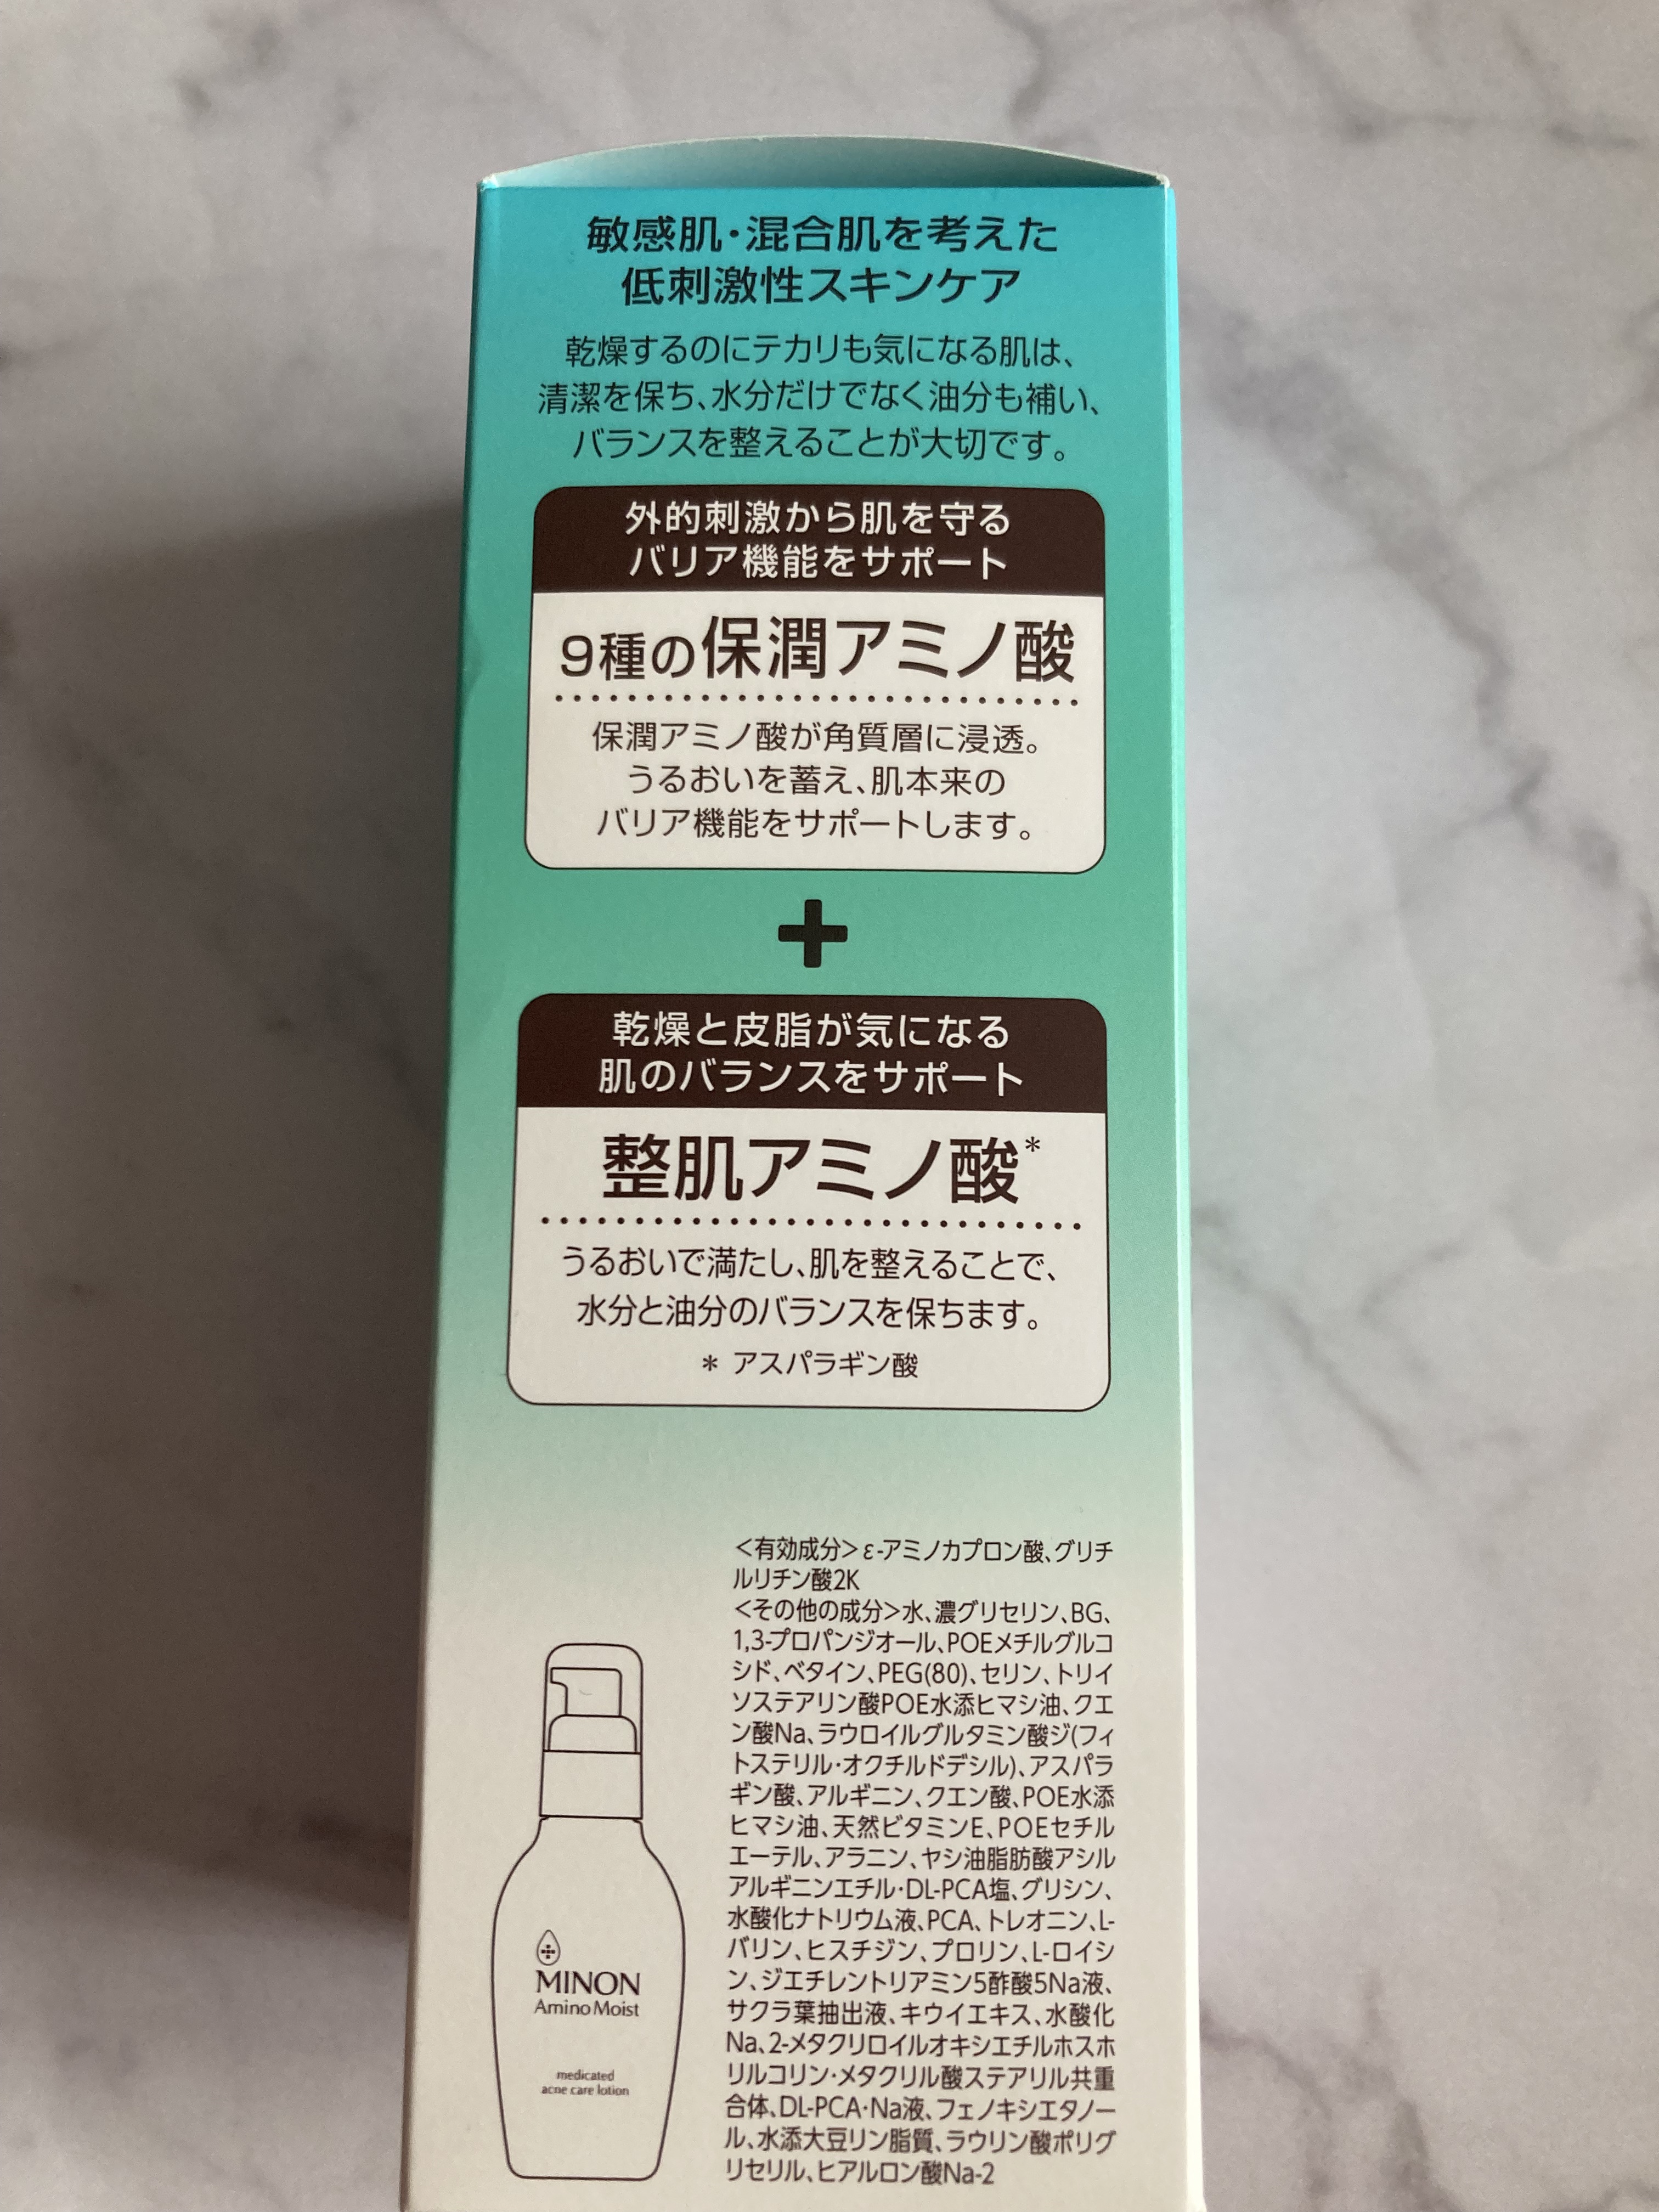 敏感肌・混合肌を考えた
低刺激性スキンケア
乾燥するのにテカリも気になる肌は、
清潔を保ち、水分だけでなく油分も補い、
バランスを整えることが大切です。
外的刺激から肌を守る
バリア機能をサポート
9種の保潤アミノ酸
保潤アミノ酸が角質層に浸透。
うるおいを蓄え、肌本来の
バリア機能をサポートします。
+
乾燥と皮脂が気になる
肌のバランスをサポート
整肌アミノ酸*
うるおいで満たし、肌を整えることで、
水分と油分のバランスを保ちます。
* アスパラギン酸
<有効成分>ε-アミノカプロン酸、グリチ
ルリチン酸2K
<その他の成分>水、濃グリセリン、BG、
1,3-プロパンジオール、POEメチルグルコ
シド、ベタイン、PEG(80)、セリン、トリイ
ソステアリン酸POE水添ヒマシ油、クエ
ン酸Na、ラウロイルグルタミン酸ジ(フィ
トステリル・オクチルドデシル)、アスパラ
ギン酸、アルギニン、クエン酸、POE水添
ヒマシ油、天然ビタミンE、POEセチル
エーテル、アラニン、ヤシ油脂肪酸アシル
アルギニンエチル・DL-PCA塩、グリシン、
水酸化ナトリウム液、PCA、トレオニン、L-
バリン、ヒスチジン、プロリン、L-ロイシ
ン、ジエチレントリアミン5酢酸5Na液、
サクラ葉抽出液、キウイエキス、水酸化
Na、2-メタクリロイルオキシエチルホスホ
リルコリン・メタクリル酸ステアリル共重
合体、DL-PCA・Na液、フェノキシエタノー
ル、水添大豆リン脂質、ラウリン酸ポリグ
リセリル、ヒアルロン酸Na-2
MINON
Amino Moist
medicated
acne care lotion